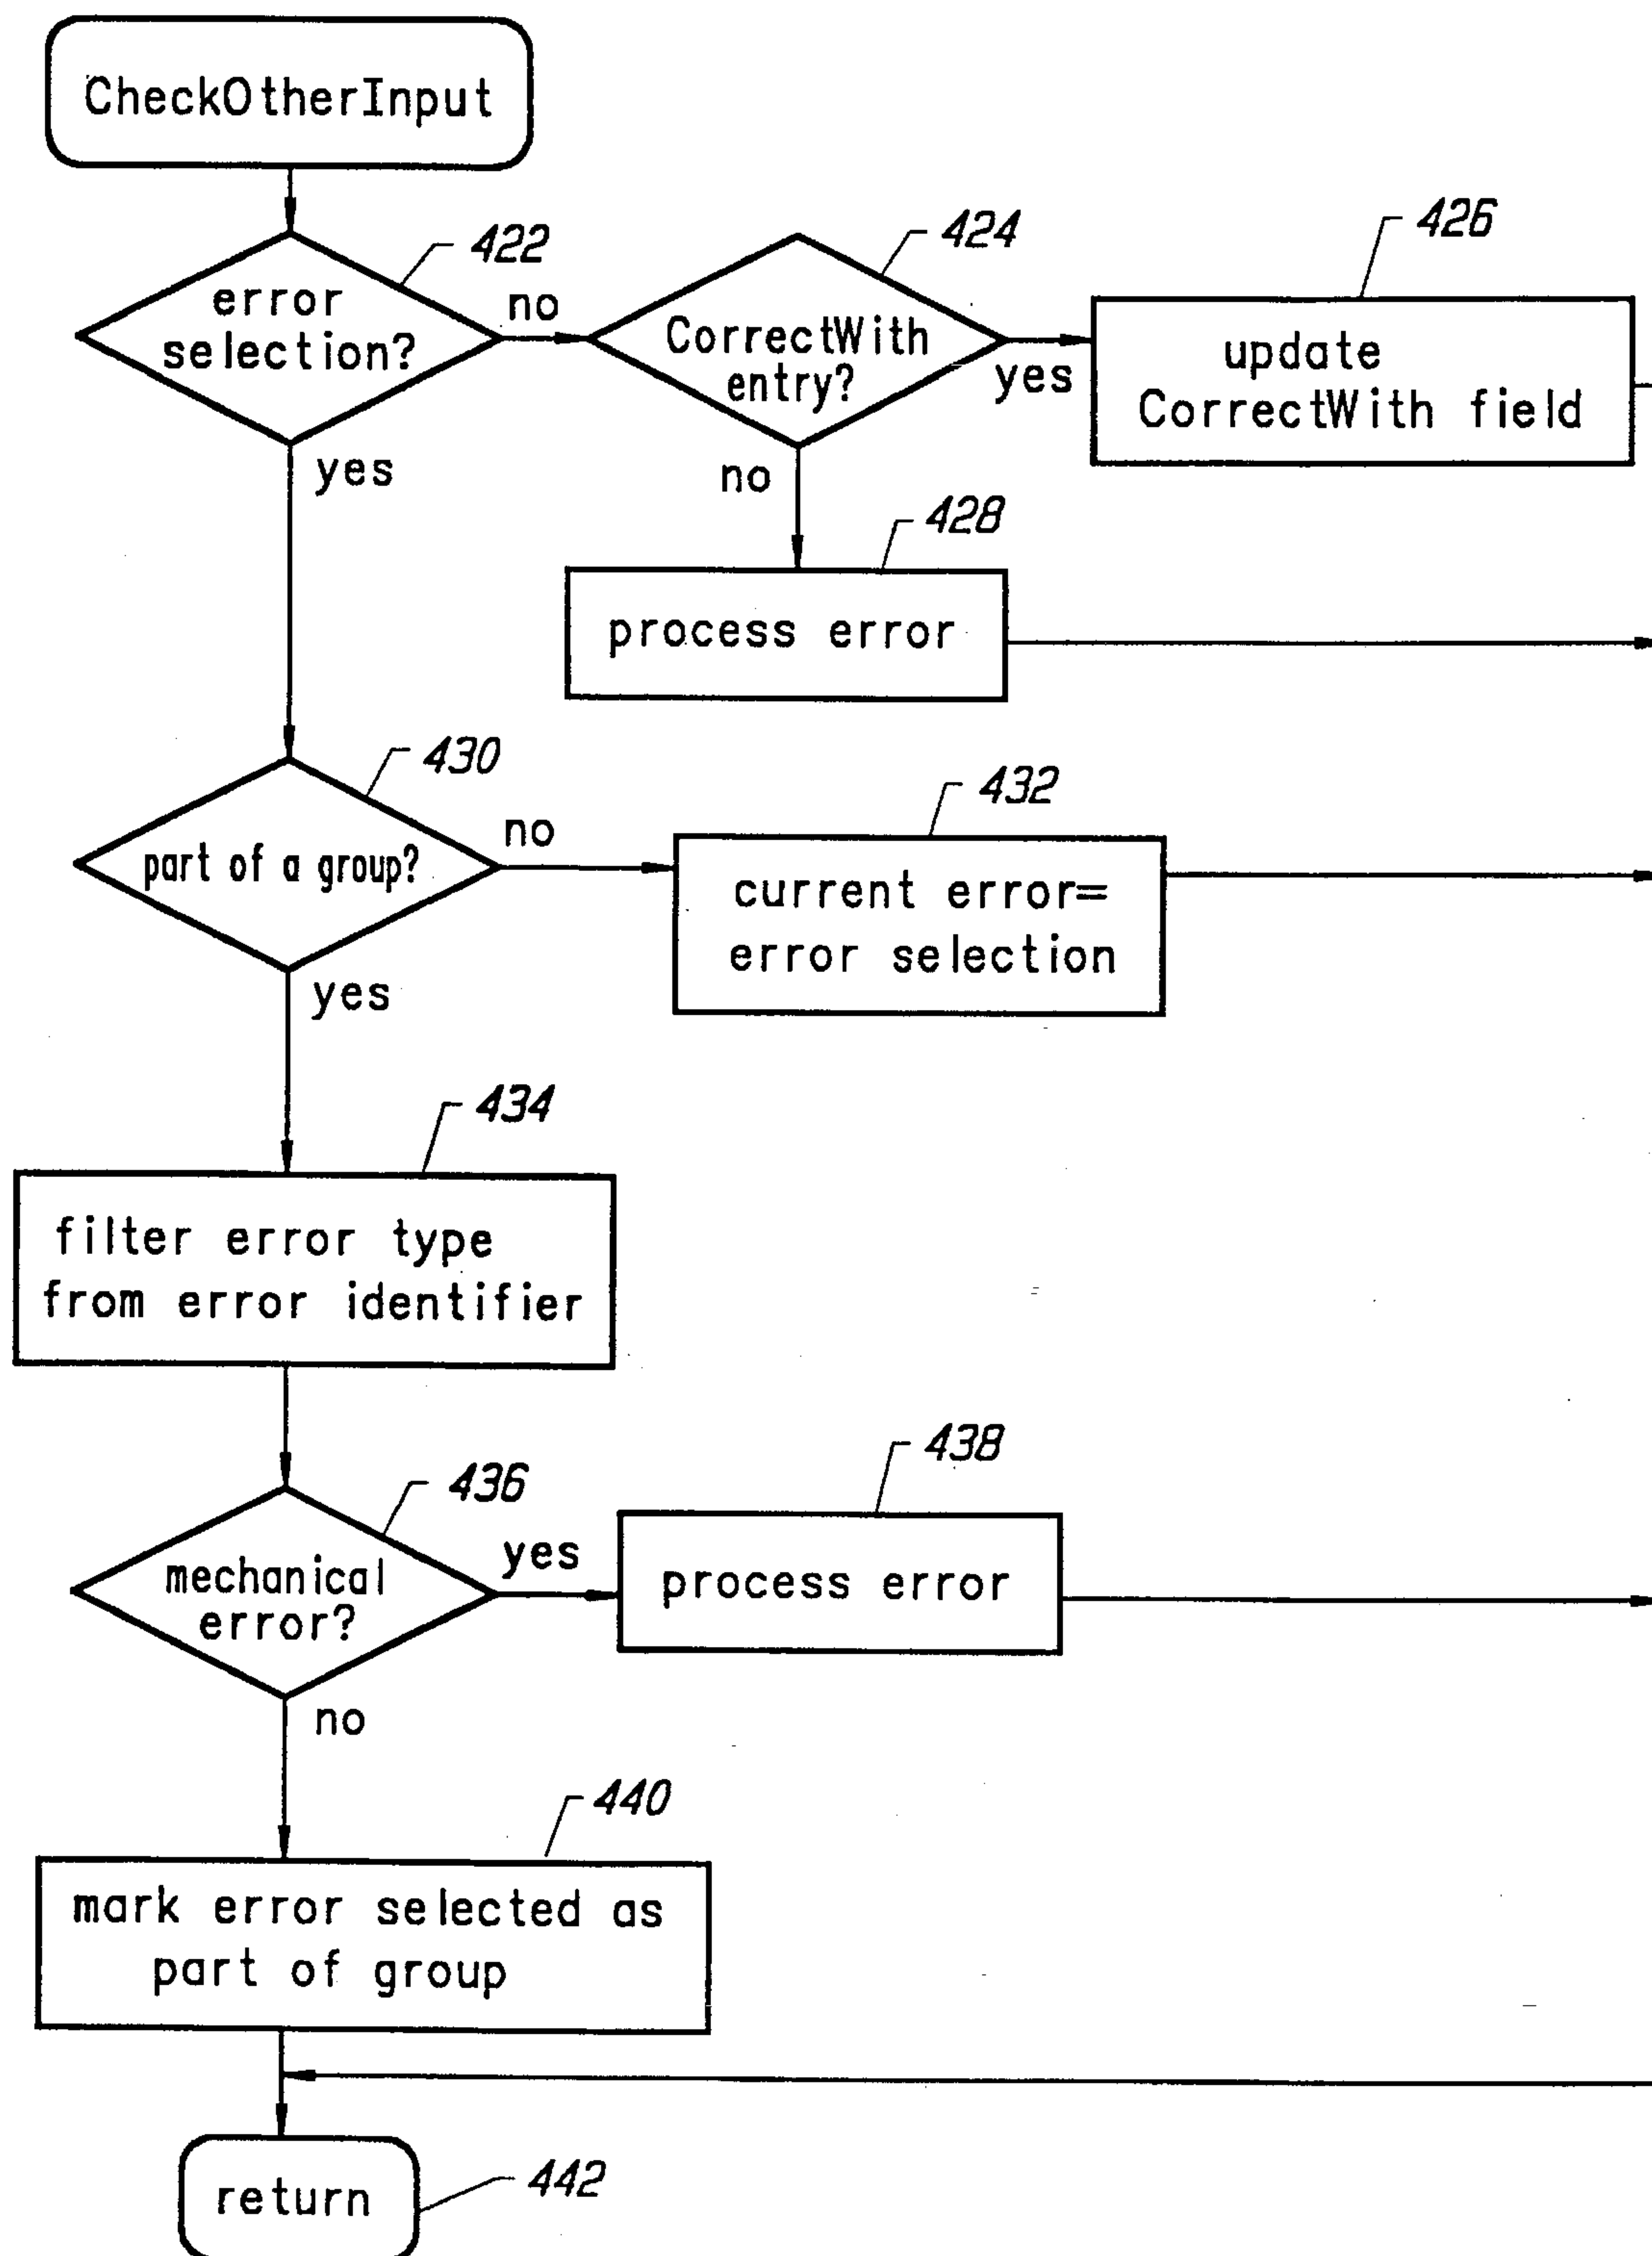 CheckOtherInput
422
424
426
error
selection?
no
CorrectWith
entry?
yes
update
CorrectWith field
yes
no
428
process error
430
432
part of a group?
no
current error=
error selection
yes
434
filter error type
from error identifier
436
438
mechanical
error?
yes
process error
no
440
mark error selected as
part of group
return
442